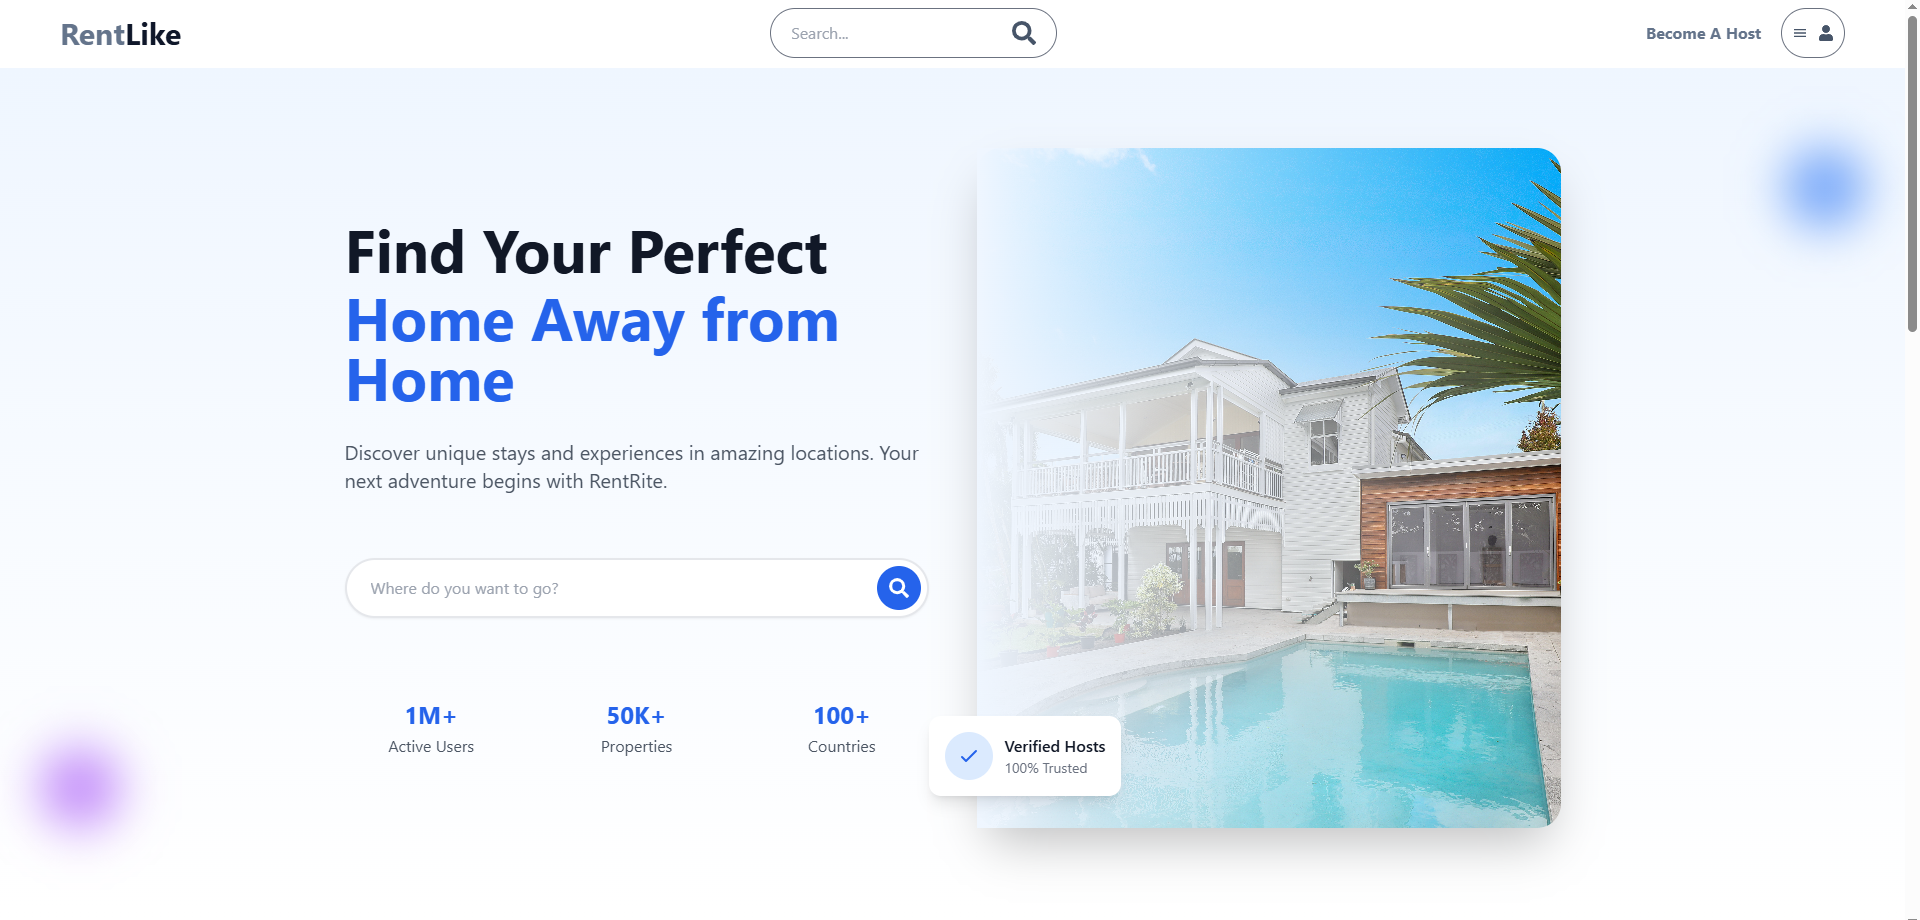 RentLike
Search...
Become A Host
Find Your Perfect
Home Away from
Home
Discover unique stays and experiences in amazing locations. Your
next adventure begins with RentRite.
Where do you want to go?
1M+
Active Users
50K+
Properties
100+
Countries
Verified Hosts
100% Trusted